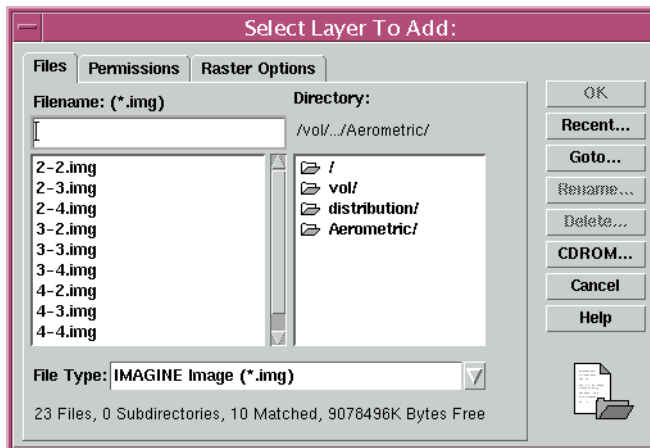 Select Layer To Add:
Files
Permissions
Raster Options
Filename: (*.img)
Directory:
/vol/.../Aerometric/
2-2.img
2-3.img
2-4.img
3-2.img
3-3.img
3-4.img
4-2.img
4-3.img
4-4.img
/
vol/
distribution/
Aerometric/
File Type: IMAGINE Image (*.img)
23 Files, 0 Subdirectories, 10 Matched, 9078496K Bytes Free
OK
Recent...
Goto...
Rename...
Delete...
CDROM...
Cancel
Help